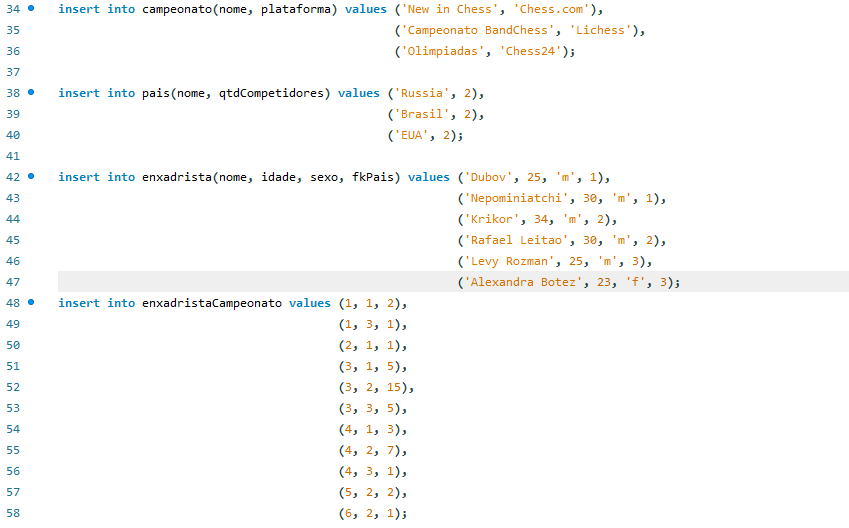 34 insert into campeonato(nome, plataforma) values ('New in Chess', 'Chess.com'),
35 ('Campeonato BandChess', 'Lichess'),
36 ('Olimpiadas', 'Chess24');
37
38 insert into pais(nome, qtdCompetidores) values ('Russia', 2),
39 ('Brasil', 2),
40 ('EUA', 2);
41
42 insert into enxadrista(nome, idade, sexo, fkPais) values ('Dubov', 25, 'm', 1),
43 ('Nepominiatchi', 30, 'm', 1),
44 ('Krikor', 34, 'm', 2),
45 ('Rafael Leitao', 30, 'm', 2),
46 ('Levy Rozman', 25, 'm', 3),
47 ('Alexandra Botez', 23, 'f', 3);
48 insert into enxadristaCampeonato values (1, 1, 2),
49 (1, 3, 1),
50 (2, 1, 1),
51 (3, 1, 5),
52 (3, 2, 15),
53 (3, 3, 5),
54 (4, 1, 3),
55 (4, 2, 7),
56 (4, 3, 1),
57 (5, 2, 2),
58 (6, 2, 1);